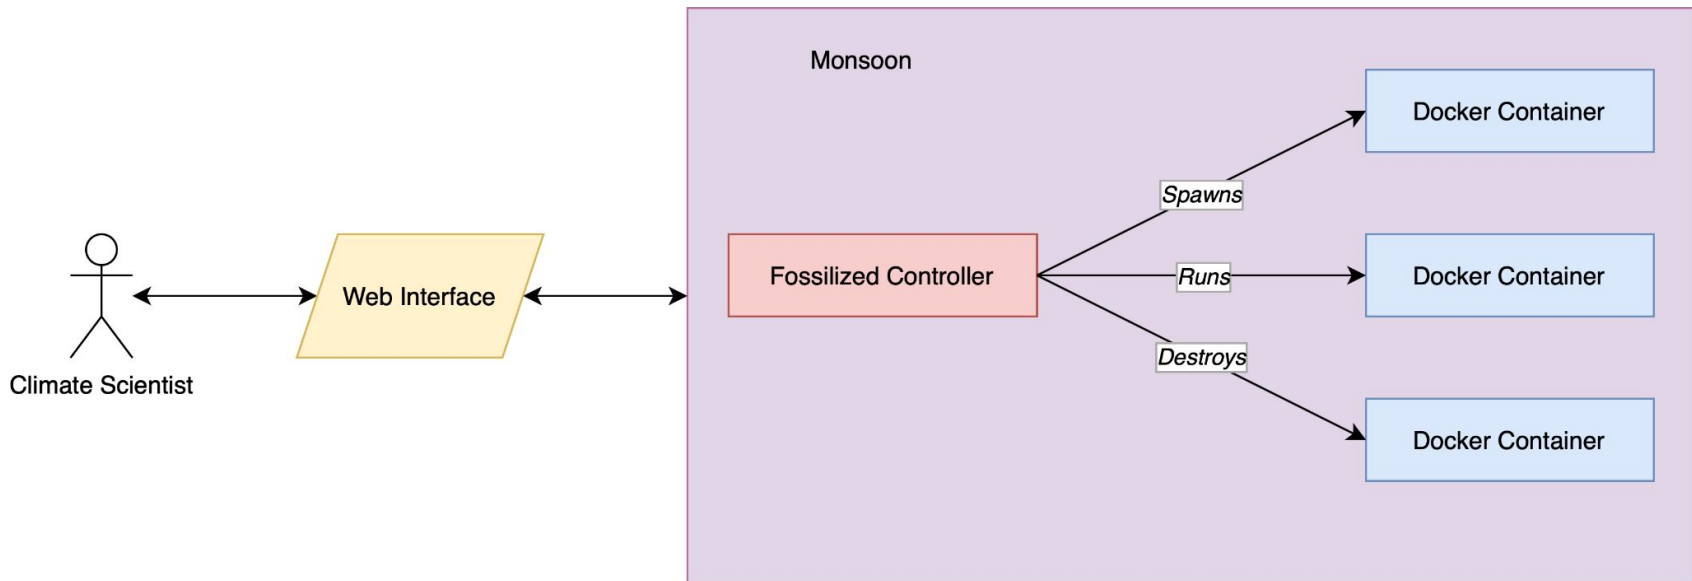 Monsoon
Docker Container
Spawns
Climate Scientist
Web Interface
Fossilized Controller
Runs
Docker Container
Destroys
Docker Container